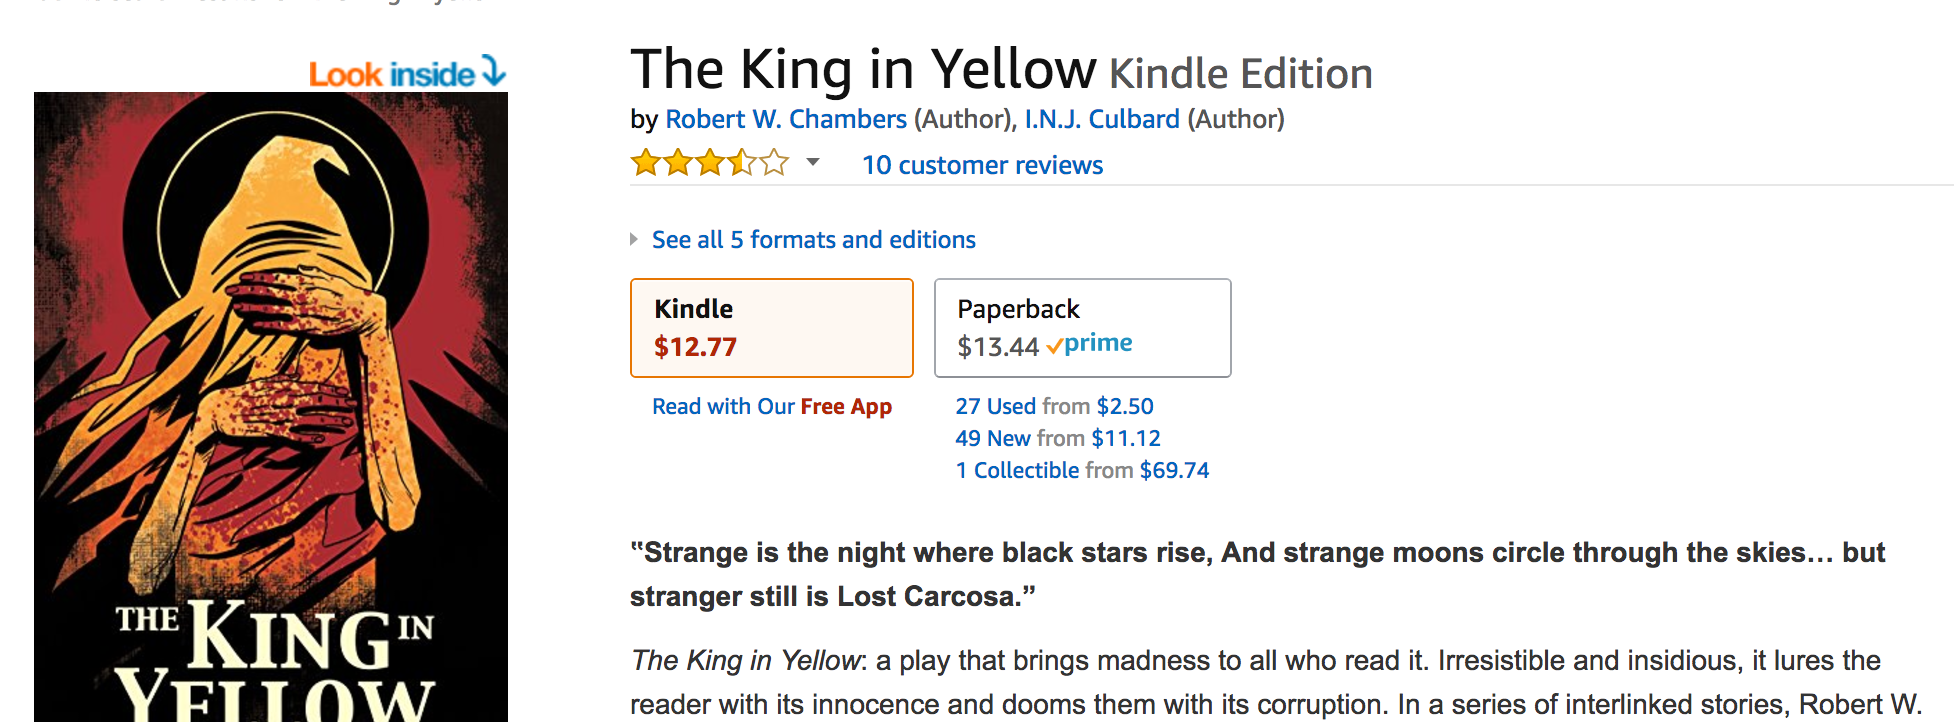 Look inside
The King in Yellow Kindle Edition
by Robert W. Chambers (Author), I.N.J. Culbard (Author)
10 customer reviews
See all 5 formats and editions
Kindle
$12.77
Read with Our Free App
Paperback
$13.44 prime
27 Used from $2.50
49 New from $11.12
1 Collectible from $69.74
"Strange is the night where black stars rise, And strange moons circle through the skies… but
stranger still is Lost Carcosa.”
The King in Yellow: a play that brings madness to all who read it. Irresistible and insidious, it lures the
reader with its innocence and dooms them with its corruption. In a series of interlinked stories, Robert W.
THE KING IN
YELLOW